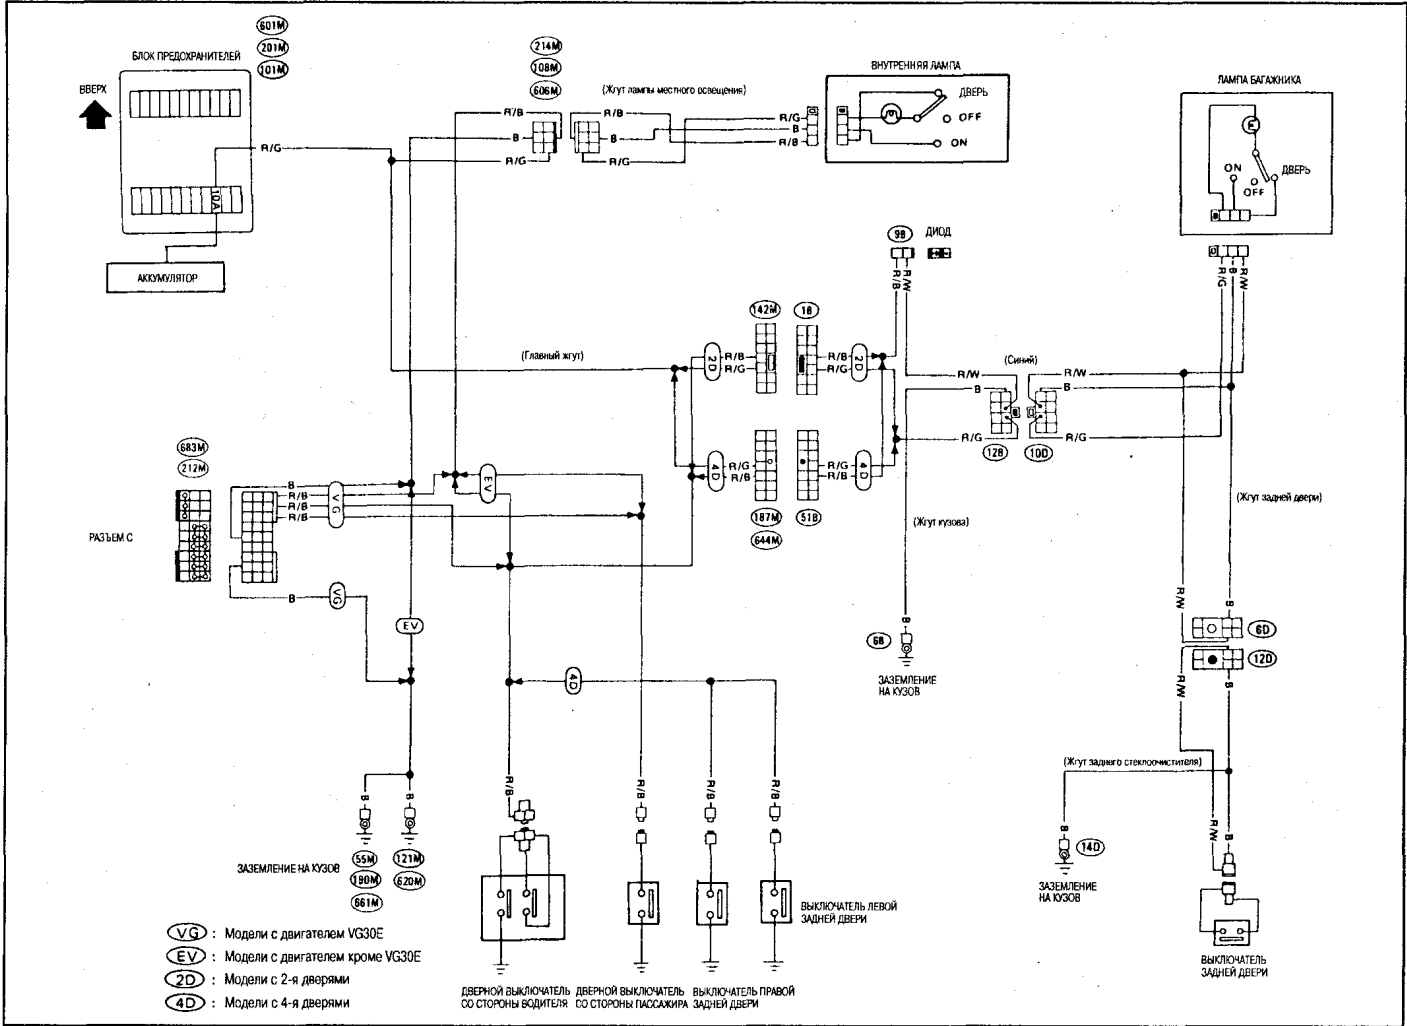 601M
201M
101M
БЛОК ПРЕДОХРАНИТЕЛЕЙ
ВВЕРХ
10A
АККУМУЛЯТОР
R/G
214M
108M
606M
(Жгут лампы местного освещения)
R/B
B
R/G
R/B
B
R/G
R/G
B
R/B
ВНУТРЕННЯЯ ЛАМПА
ДВЕРЬ
OFF
ON
ЛАМПА БАГАЖНИКА
ON
OFF
ДВЕРЬ
R/G
B
R/W
9B
ДИОД
R/B
R/W
(Главный жгут)
142M
1B
2D
R/B
R/G
R/B
R/G
2D
4D
R/G
R/B
R/G
R/B
4D
187M
644M
51B
(Синий)
R/W
B
R/G
R/W
B
R/G
12B
10D
(Жгут кузова)
(Жгут задней двери)
683M
212M
РАЗЪЕМ С
B
R/B
R/B
R/B
VG
EV
B
VG
EV
B
6B
ЗАЗЕМЛЕНИЕ
НА КУЗОВ
R/W
B
6D
12D
R/W
B
4D
(Жгут заднего стеклоочистителя)
B
B
55M
190M
661M
121M
620M
ЗАЗЕМЛЕНИЕ НА КУЗОВ
R/B
R/B
R/B
R/B
B
14D
ЗАЗЕМЛЕНИЕ
НА КУЗОВ
R/W
B
ВЫКЛЮЧАТЕЛЬ ЛЕВОЙ
ЗАДНЕЙ ДВЕРИ
ВЫКЛЮЧАТЕЛЬ
ЗАДНЕЙ ДВЕРИ
ДВЕРНОЙ ВЫКЛЮЧАТЕЛЬ
СО СТОРОНЫ ВОДИТЕЛЯ
ДВЕРНОЙ ВЫКЛЮЧАТЕЛЬ
СО СТОРОНЫ ПАССАЖИРА
ВЫКЛЮЧАТЕЛЬ ПРАВОЙ
ЗАДНЕЙ ДВЕРИ
VG : Модели с двигателем VG30E
EV : Модели с двигателем кроме VG30E
2D : Модели с 2-я дверями
4D : Модели с 4-я дверями